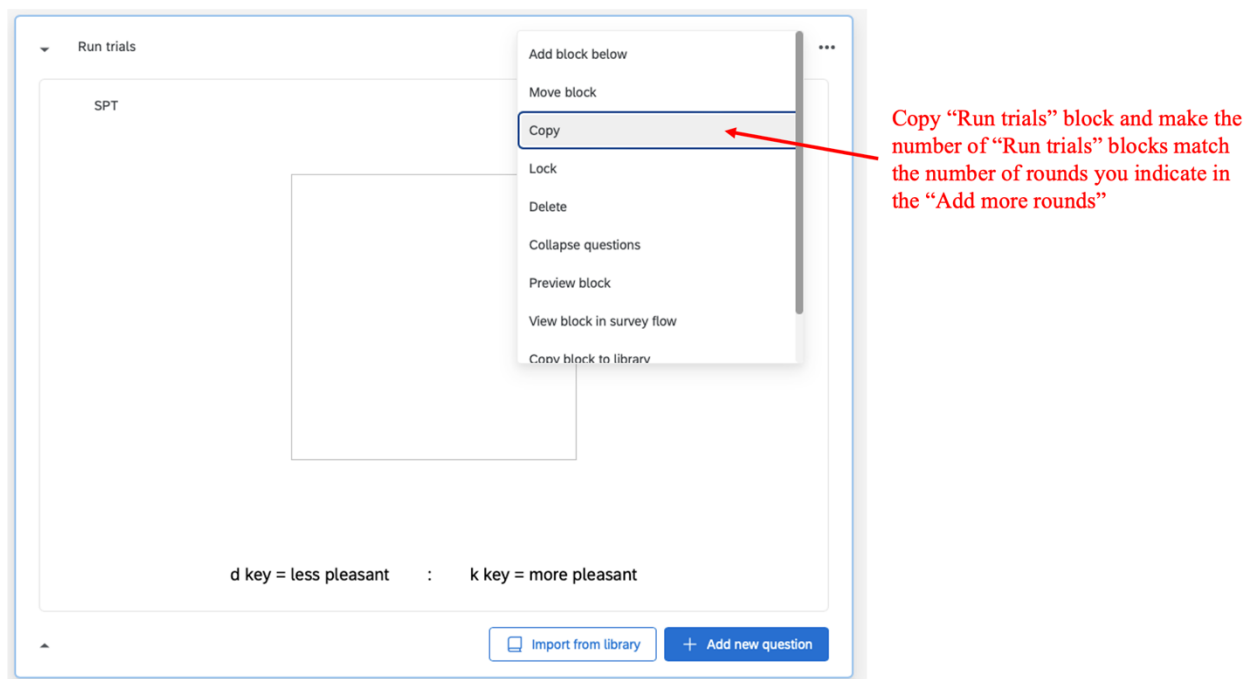 Run trials
SPT
Add block below
Move block
Copy
Lock
Delete
Collapse questions
Preview block
View block in survey flow
Copy block to library
Copy “Run trials” block and make the
number of “Run trials” blocks match
the number of rounds you indicate in
the “Add more rounds”
d key = less pleasant : k key = more pleasant
Import from library
+ Add new question